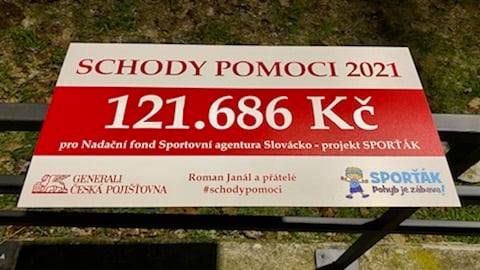 SCHODY POMOCI 2021
121.686 Kč
pro Nadační fond Sportovní agentura Slovácko - projekt SPORŤÁK
GENERALI
ČESKÁ POJIŠŤOVNA
Roman Janál a přátelé
#schodypomoci
SPORŤÁK
Pohyb je zábava!